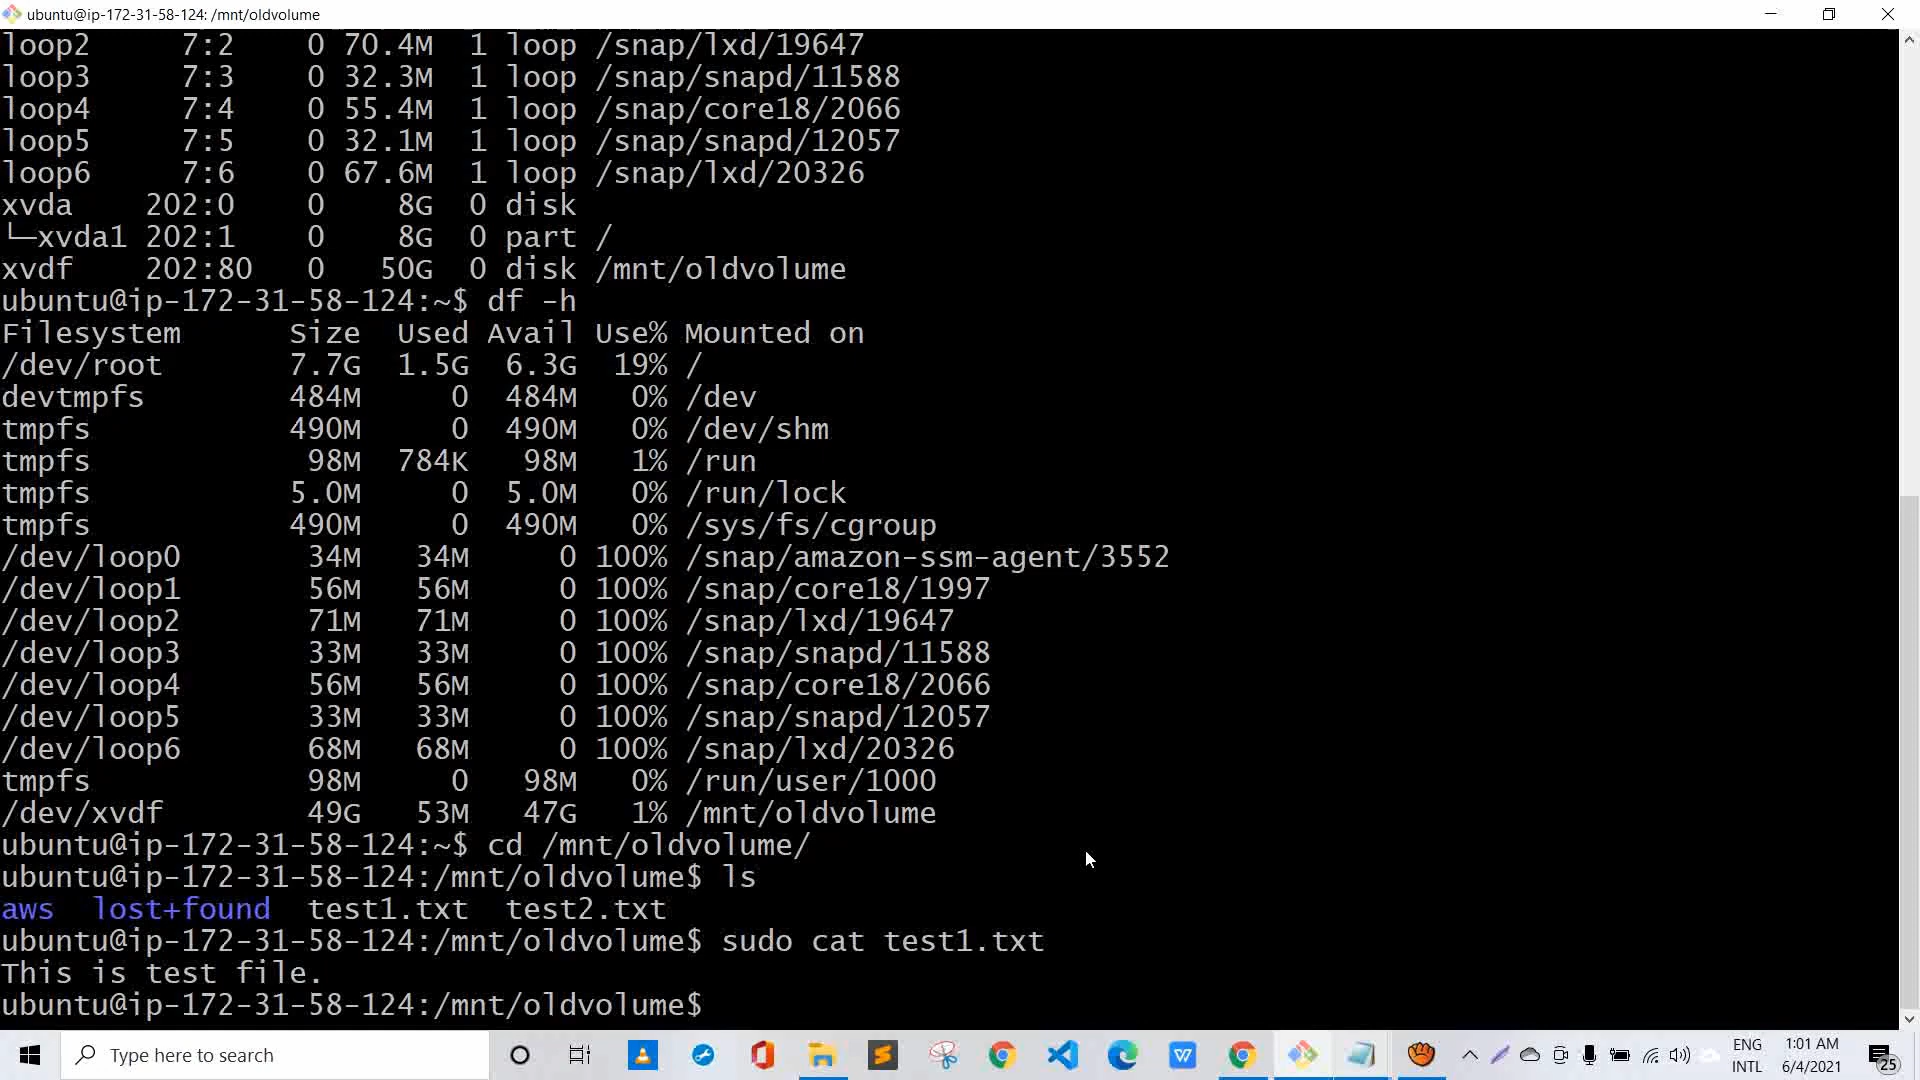 ubuntu@ip-172-31-58-124: /mnt/oldvolume
loop2     7:2    0 70.4M  1 loop /snap/lxd/19647
loop3     7:3    0 32.3M  1 loop /snap/snapd/11588
loop4     7:4    0 55.4M  1 loop /snap/core18/2066
loop5     7:5    0 32.1M  1 loop /snap/snapd/12057
loop6     7:6    0 67.6M  1 loop /snap/lxd/20326
xvda    202:0    0    8G  0 disk
└─xvda1 202:1    0    8G  0 part /
xvdf    202:80   0   50G  0 disk /mnt/oldvolume
ubuntu@ip-172-31-58-124:~$ df -h
Filesystem      Size  Used Avail Use% Mounted on
/dev/root       7.7G  1.5G  6.3G  19% /
devtmpfs        484M     0  484M   0% /dev
tmpfs           490M     0  490M   0% /dev/shm
tmpfs            98M  784K   98M   1% /run
tmpfs           5.0M     0  5.0M   0% /run/lock
tmpfs           490M     0  490M   0% /sys/fs/cgroup
/dev/loop0       34M   34M     0 100% /snap/amazon-ssm-agent/3552
/dev/loop1       56M   56M     0 100% /snap/core18/1997
/dev/loop2       71M   71M     0 100% /snap/lxd/19647
/dev/loop3       33M   33M     0 100% /snap/snapd/11588
/dev/loop4       56M   56M     0 100% /snap/core18/2066
/dev/loop5       33M   33M     0 100% /snap/snapd/12057
/dev/loop6       68M   68M     0 100% /snap/lxd/20326
tmpfs            98M     0   98M   0% /run/user/1000
/dev/xvdf        49G   53M   47G   1% /mnt/oldvolume
ubuntu@ip-172-31-58-124:~$ cd /mnt/oldvolume/
ubuntu@ip-172-31-58-124:/mnt/oldvolume$ ls
aws  lost+found  test1.txt  test2.txt
ubuntu@ip-172-31-58-124:/mnt/oldvolume$ sudo cat test1.txt
This is test file.
ubuntu@ip-172-31-58-124:/mnt/oldvolume$
Type here to search
ENG 1:01 AM
INTL 6/4/2021 25